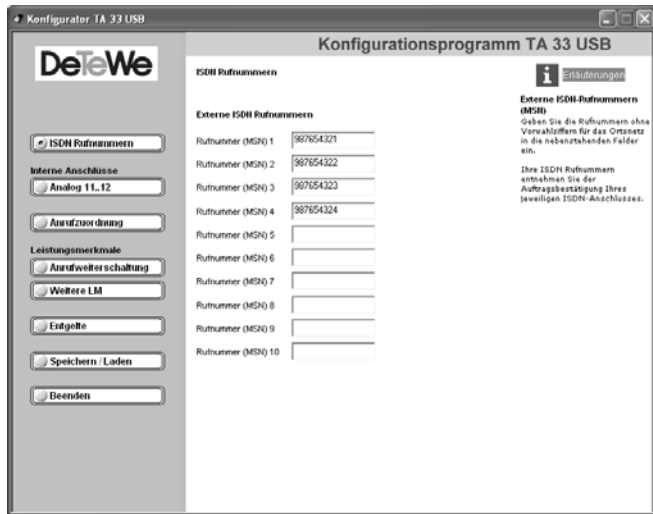 Konfigurator TA 33 USB
DeTeWe
Konfigurationsprogramm TA 33 USB
ISDN Rufnummern
Interne Anschlüsse
Analog 11..12
Anrufzuordnung
Leistungsmerkmale
Anrufweiterschaltung
Weitere LM
Entgelte
Speichern / Laden
Beenden
ISDN Rufnummern
Externe ISDN Rufnummern
Rufnummer (MSN) 1 987654321
Rufnummer (MSN) 2 987654322
Rufnummer (MSN) 3 987654323
Rufnummer (MSN) 4 987654324
Rufnummer (MSN) 5
Rufnummer (MSN) 6
Rufnummer (MSN) 7
Rufnummer (MSN) 8
Rufnummer (MSN) 9
Rufnummer (MSN) 10
i Erläuterungen
Externe ISDN-Rufnummern
(MSN)
Geben Sie die Rufnummern ohne
Vorwahlziffern für das Ortsnetz
in die nebenstehenden Felder
ein.
Ihre ISDN Rufnummern
entnehmen Sie der
Auftragsbestätigung Ihres
jeweiligen ISDN-Anschlusses.